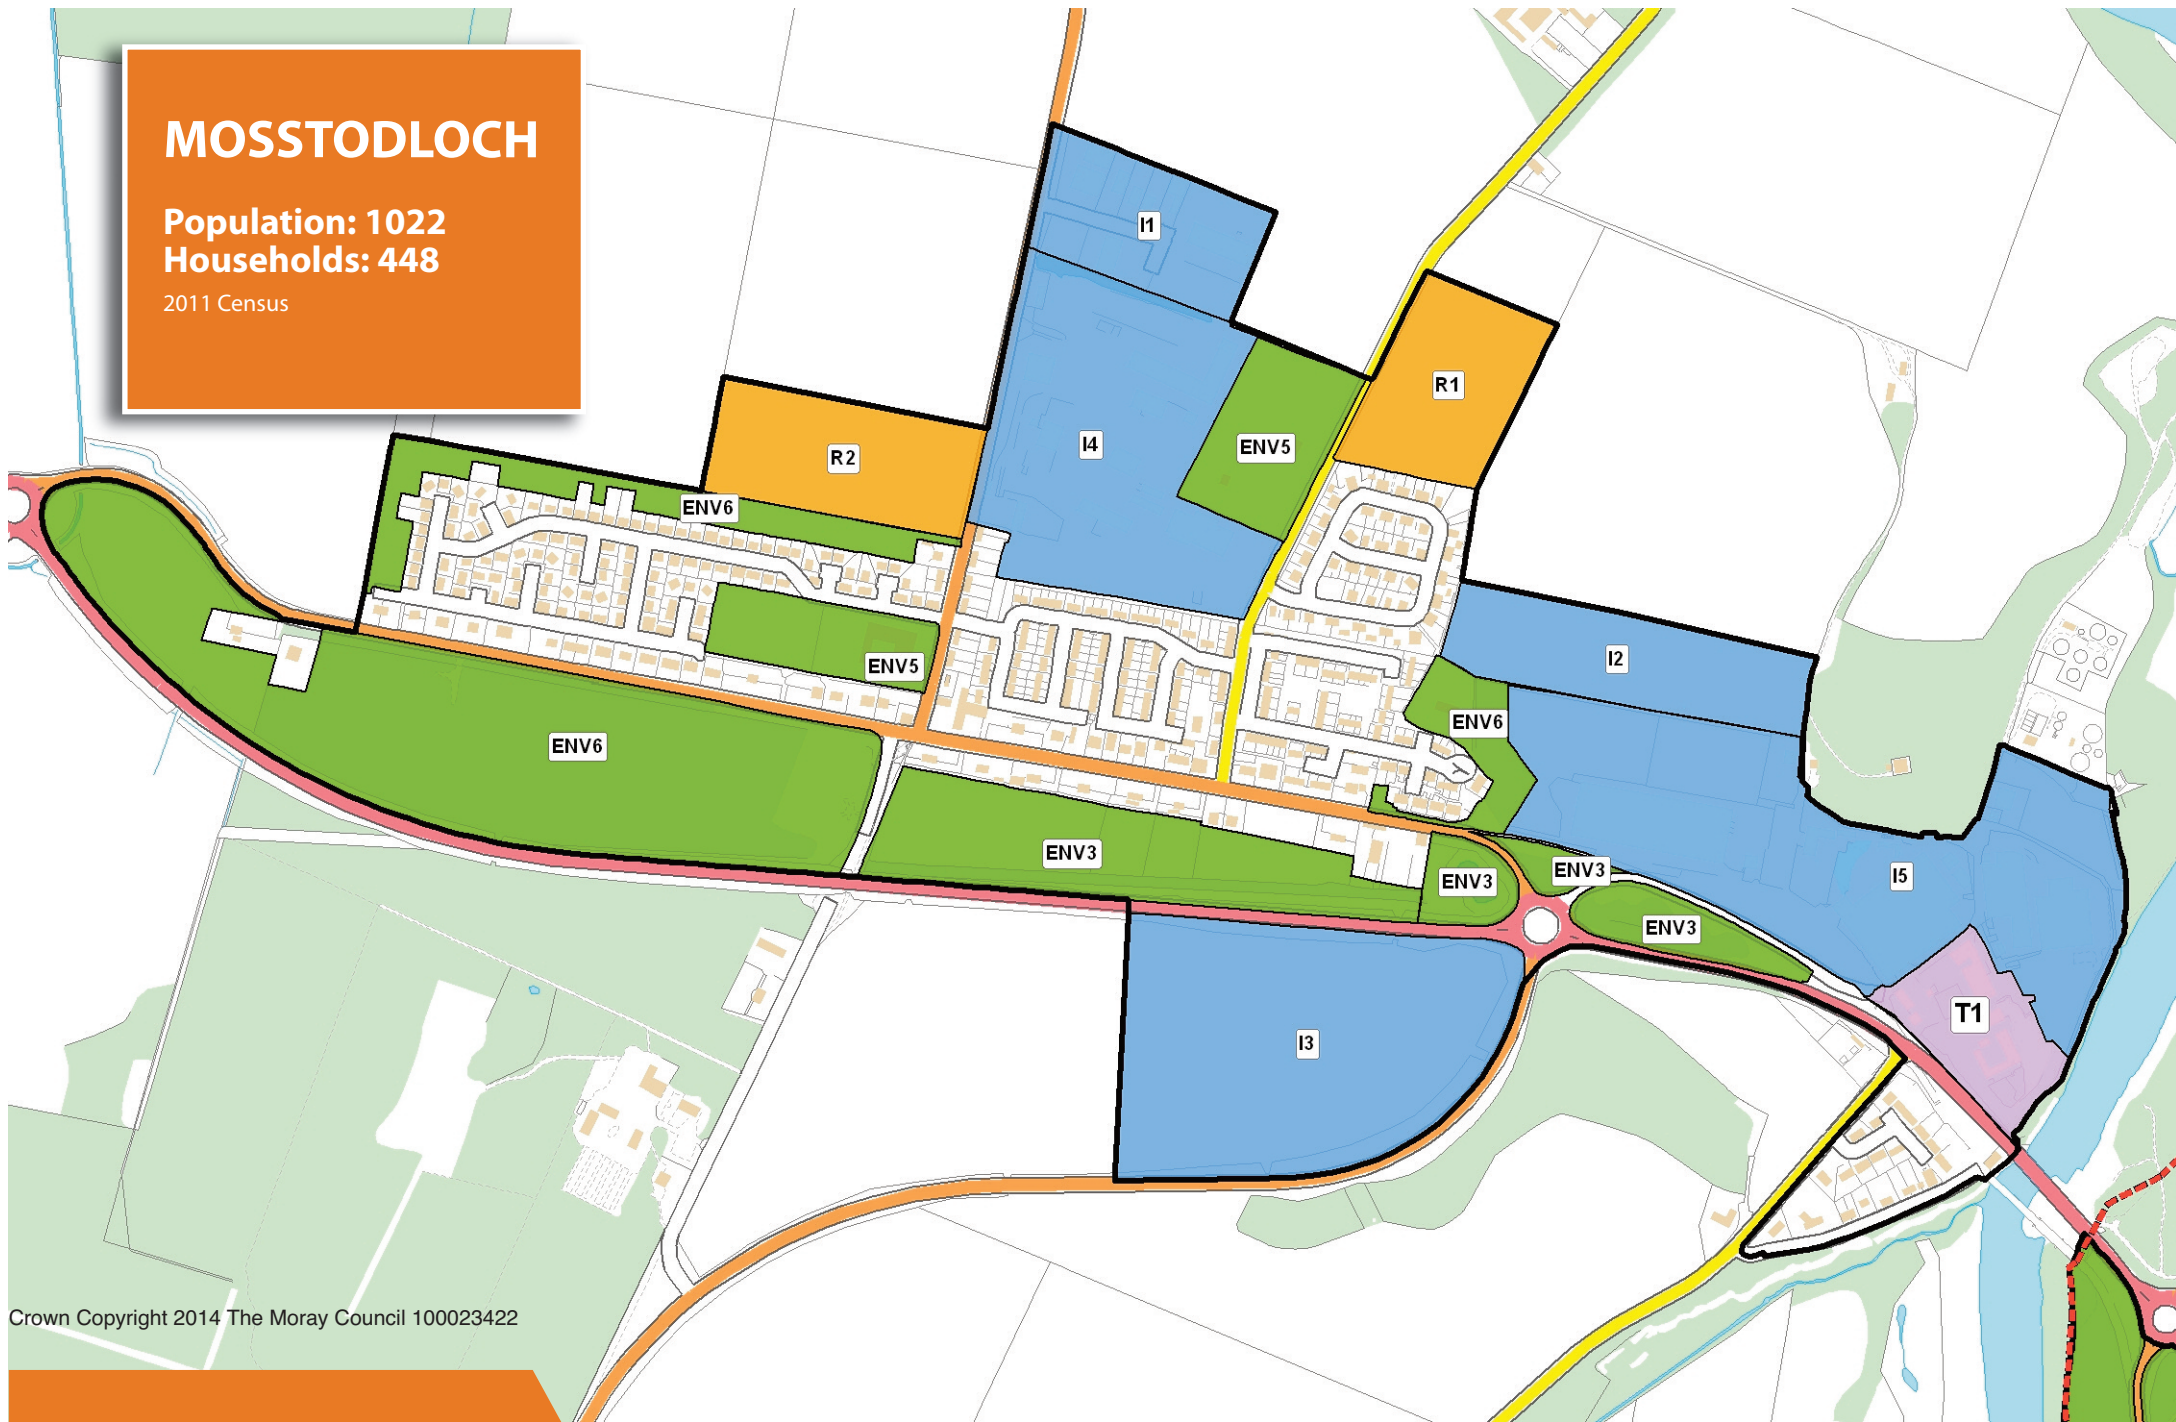 MOSSTODLOCH
Population: 1022
Households: 448
2011 Census
I1
R1
I4
ENV5
R2
ENV6
I2
ENV5
ENV6
ENV6
ENV3
ENV3
ENV3
I5
ENV3
T1
I3
Crown Copyright 2014 The Moray Council 100023422